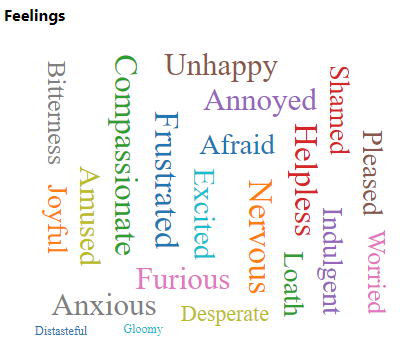 Feelings
Unhappy
Bitterness
Compassionate
Shamed
Annoyed
Frustrated
Helpless
Pleased
Afraid
Amused
Excited
Joyful
Nervous
Indulgent
Worried
Loath
Furious
Anxious
Desperate
Distasteful
Gloomy